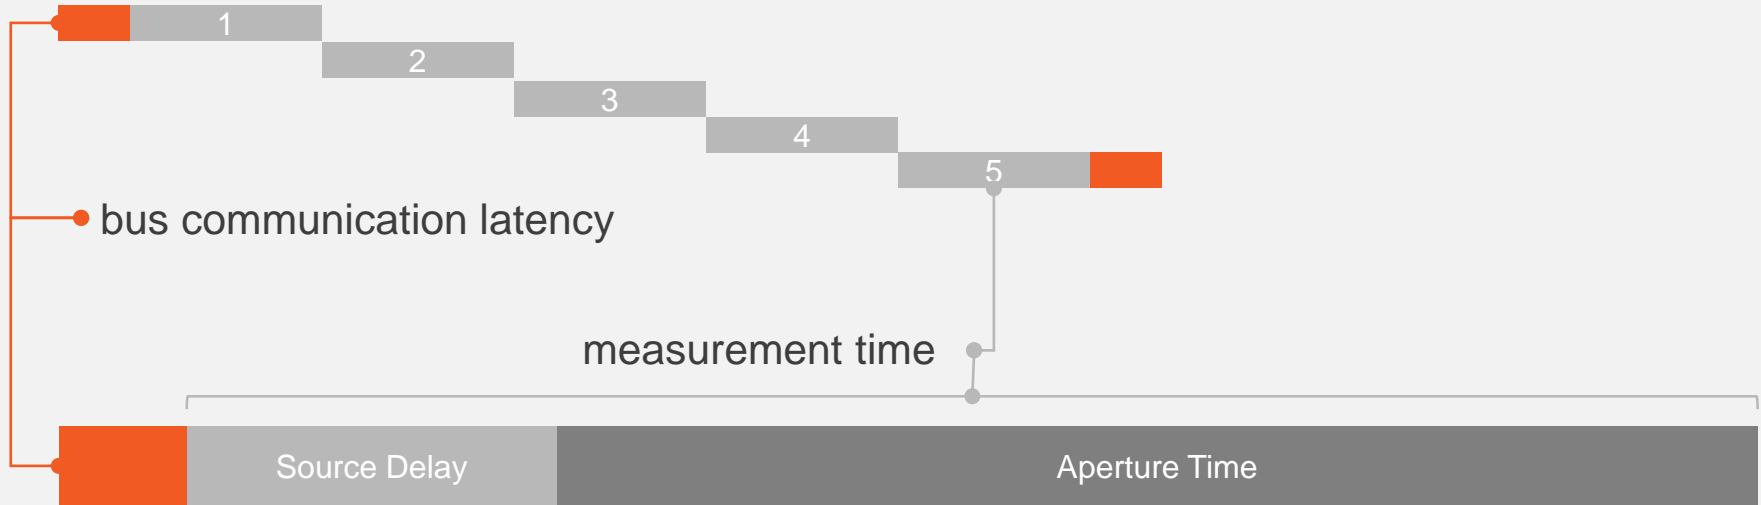 1
2
3
4
5
bus communication latency
measurement time
Source Delay
Aperture Time